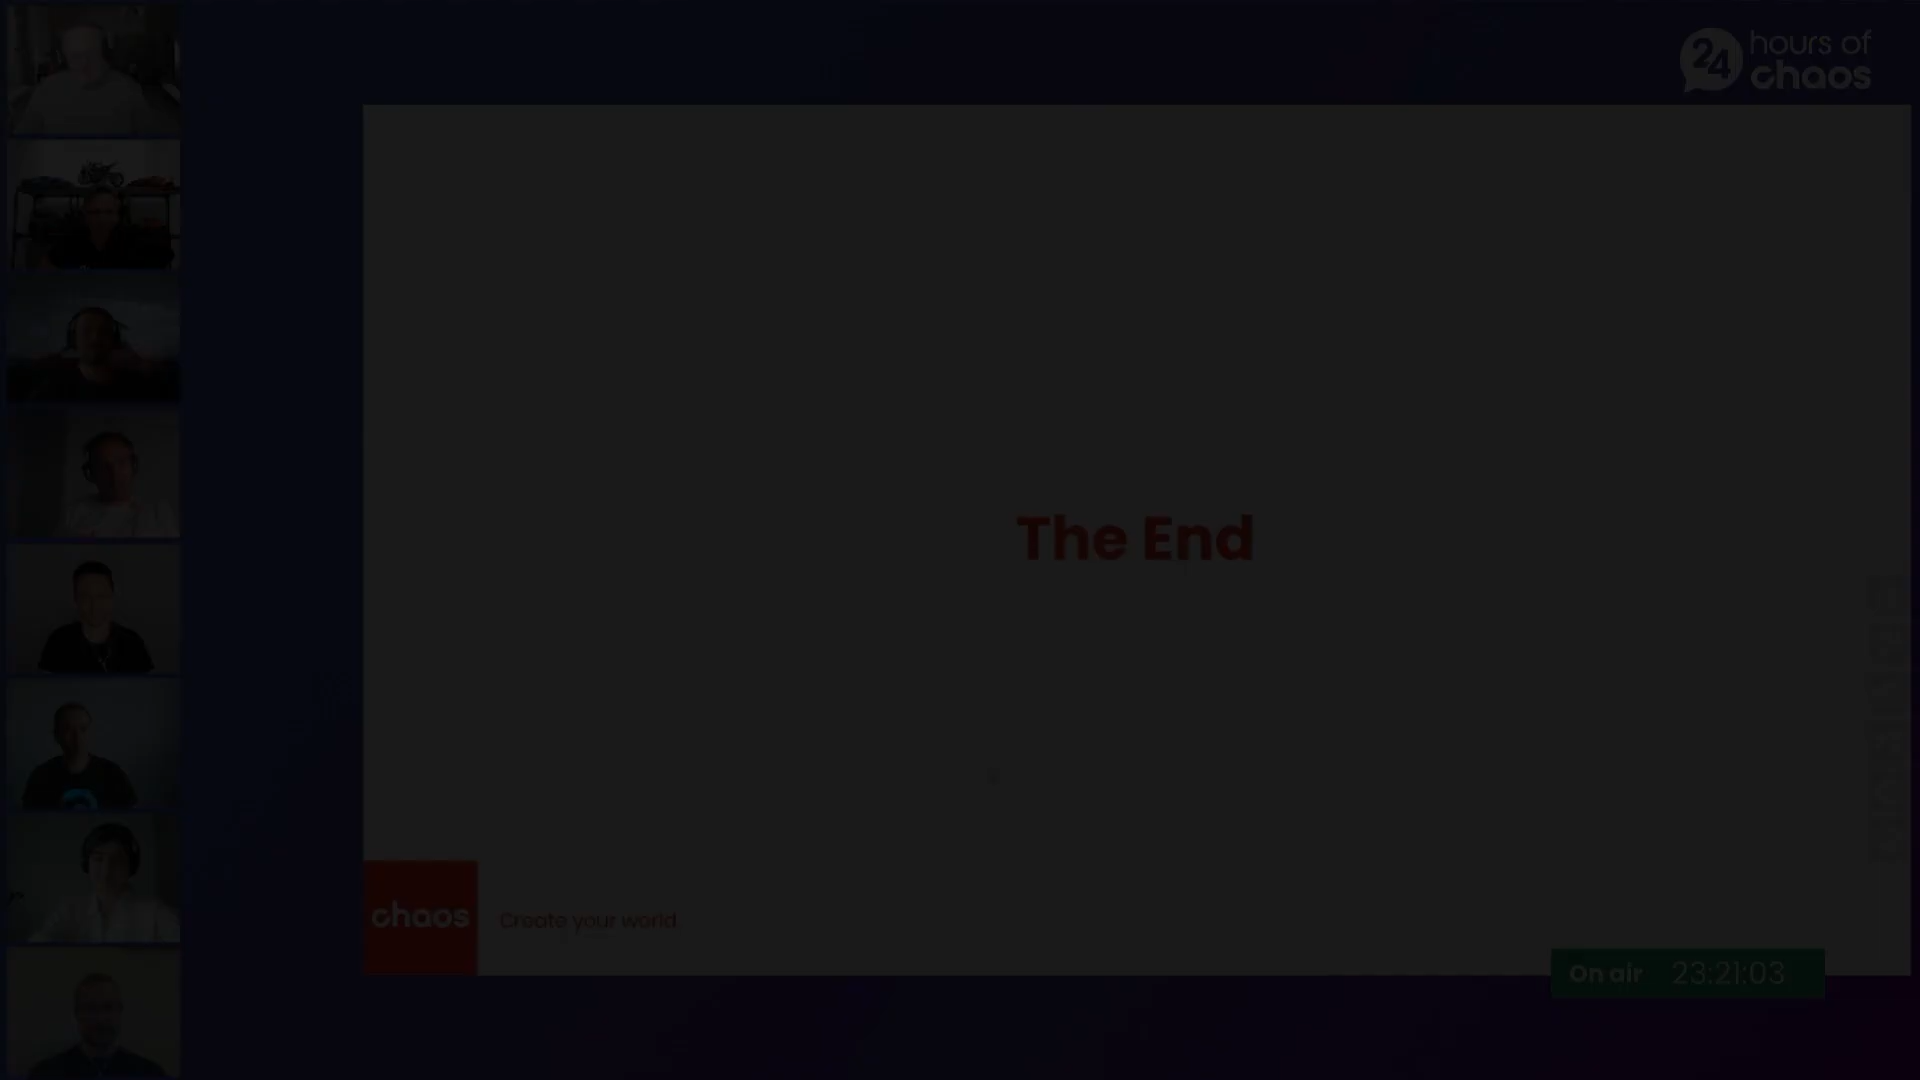 24 hours of
chaos
The End
chaos
Create your world.
On air 23:21:03